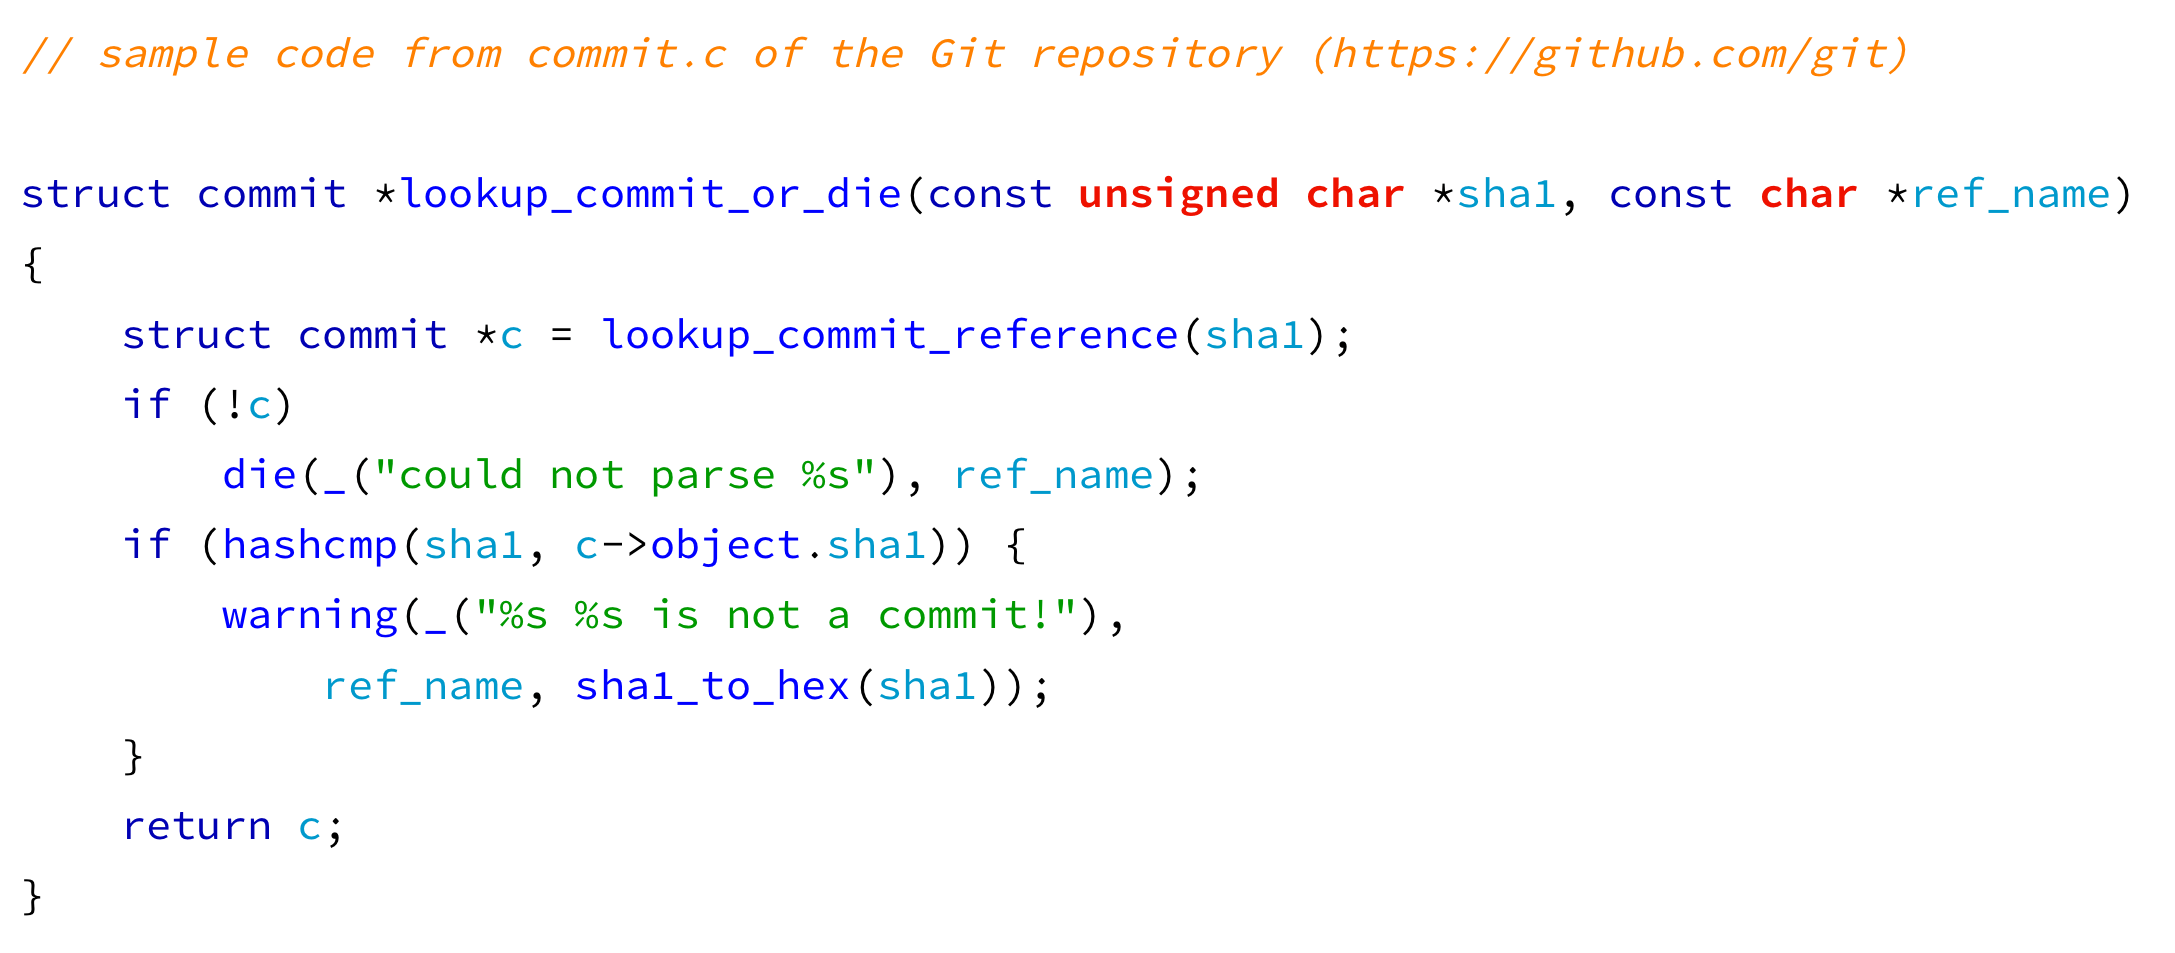 // sample code from commit.c of the Git repository (https://github.com/git)

struct commit *lookup_commit_or_die(const unsigned char *sha1, const char *ref_name)
{
    struct commit *c = lookup_commit_reference(sha1);
    if (!c)
        die(_("could not parse %s"), ref_name);
    if (hashcmp(sha1, c->object.sha1)) {
        warning(_("%s %s is not a commit!"),
            ref_name, sha1_to_hex(sha1));
    }
    return c;
}